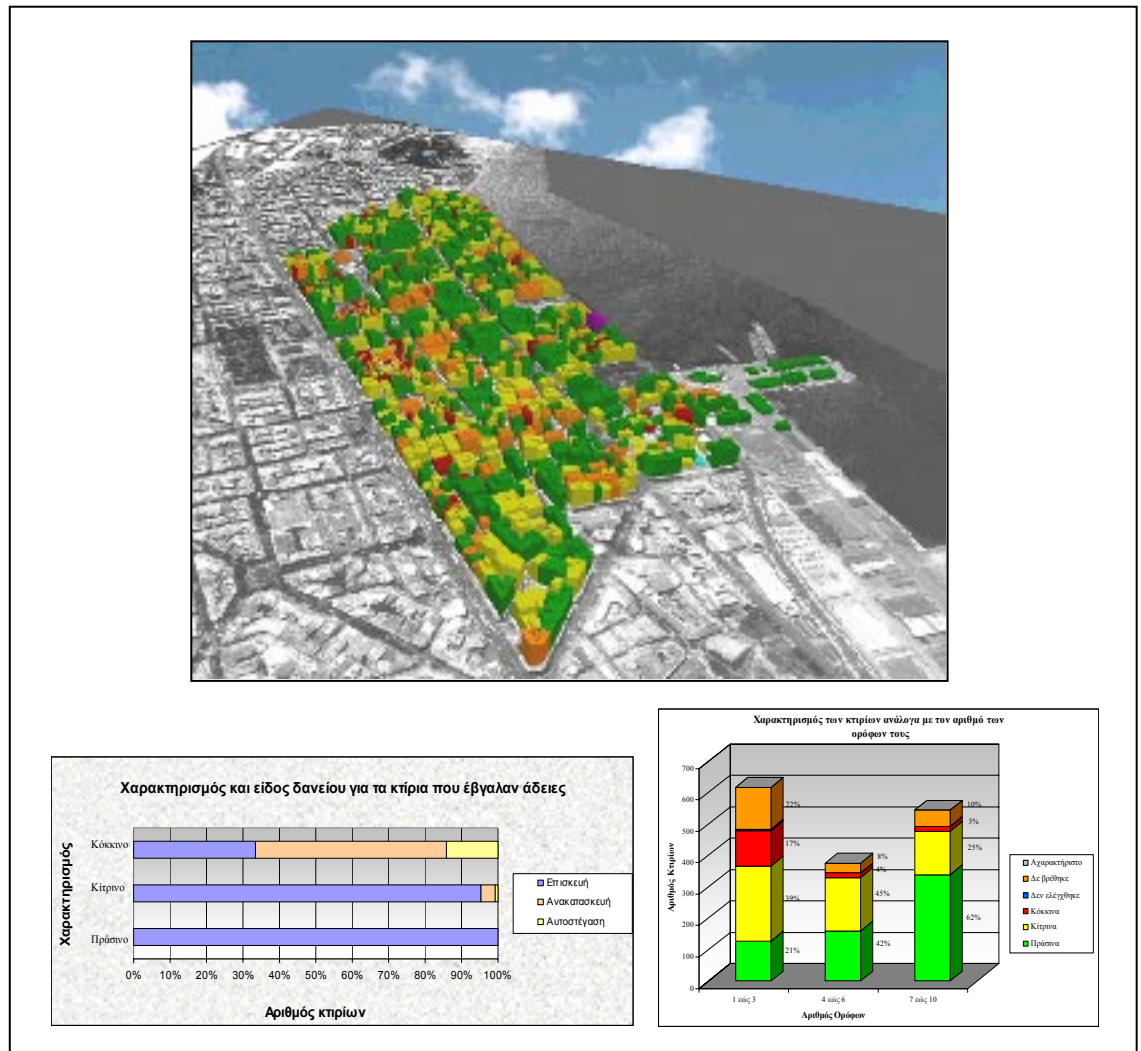 Χαρακτηρισμός και είδος δανείου για τα κτίρια που έβγαλαν άδειες
Χαρακτηρισμός
Κόκκινο
Κίτρινο
Πράσινο
0% 10% 20% 30% 40% 50% 60% 70% 80% 90% 100%
Αριθμός κτιρίων
Επισκευή
Ανακατασκευή
Αυτοστέγαση
Χαρακτηρισμός των κτιρίων ανάλογα με τον αριθμό των
ορόφων τους
Αριθμός Κτιρίων
700
600
500
400
300
200
100
0
22%
17%
39%
21%
8%
4%
45%
42%
10%
3%
25%
62%
1 εώς 3
4 εώς 6
7 εώς 10
Αριθμός Ορόφων
Αχαρακτήριστο
Δε βρέθηκε
Δεν ελέγχθηκε
Κόκκινα
Κίτρινα
Πράσινα